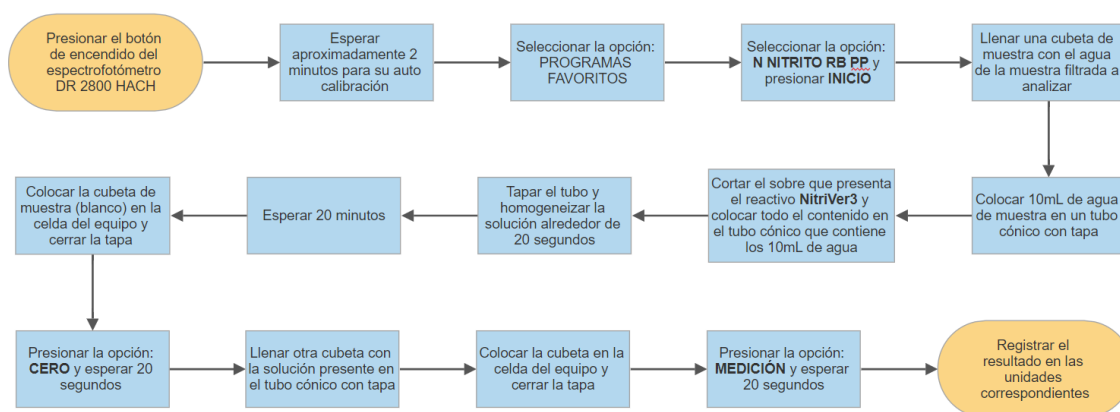 Presionar el botón
de encendido del
espectrofotómetro
DR 2800 HACH
Esperar
aproximadamente 2
minutos para su auto
calibración
Seleccionar la opción:
PROGRAMAS
FAVORITOS
Seleccionar la opción:
N NITRITO RB PP y
presionar INICIO
Llenar una cubeta de
muestra con el agua
de la muestra filtrada a
analizar
Colocar 10mL de agua
de muestra en un tubo
cónico con tapa
Cortar el sobre que presenta
el reactivo NitriVer3 y
colocar todo el contenido en
el tubo cónico que contiene
los 10mL de agua
Tapar el tubo y
homogeneizar la
solución alrededor de
20 segundos
Esperar 20 minutos
Colocar la cubeta de
muestra (blanco) en la
celda del equipo y
cerrar la tapa
Presionar la opción:
CERO y esperar 20
segundos
Llenar otra cubeta con
la solución presente en
el tubo cónico con tapa
Colocar la cubeta en la
celda del equipo y
cerrar la tapa
Presionar la opción:
MEDICIÓN y esperar
20 segundos
Registrar el
resultado en las
unidades
correspondientes